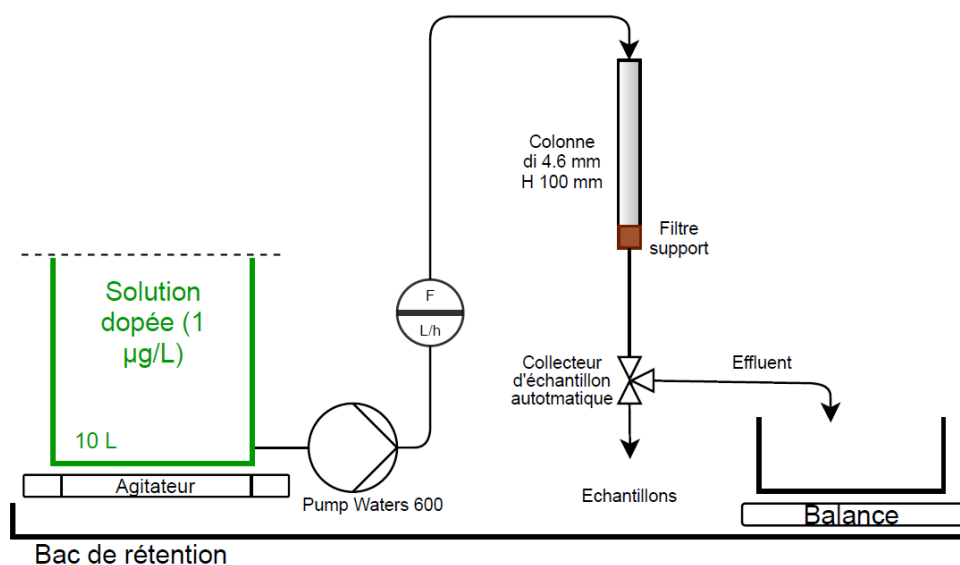 Colonne
di 4.6 mm
H 100 mm
Filtre
support
Solution
dopée (1
µg/L)
10 L
F
L/h
Collecteur
d'échantillon
autotmatique
Effluent
Agitateur
Pump Waters 600
Echantillons
Balance
Bac de rétention